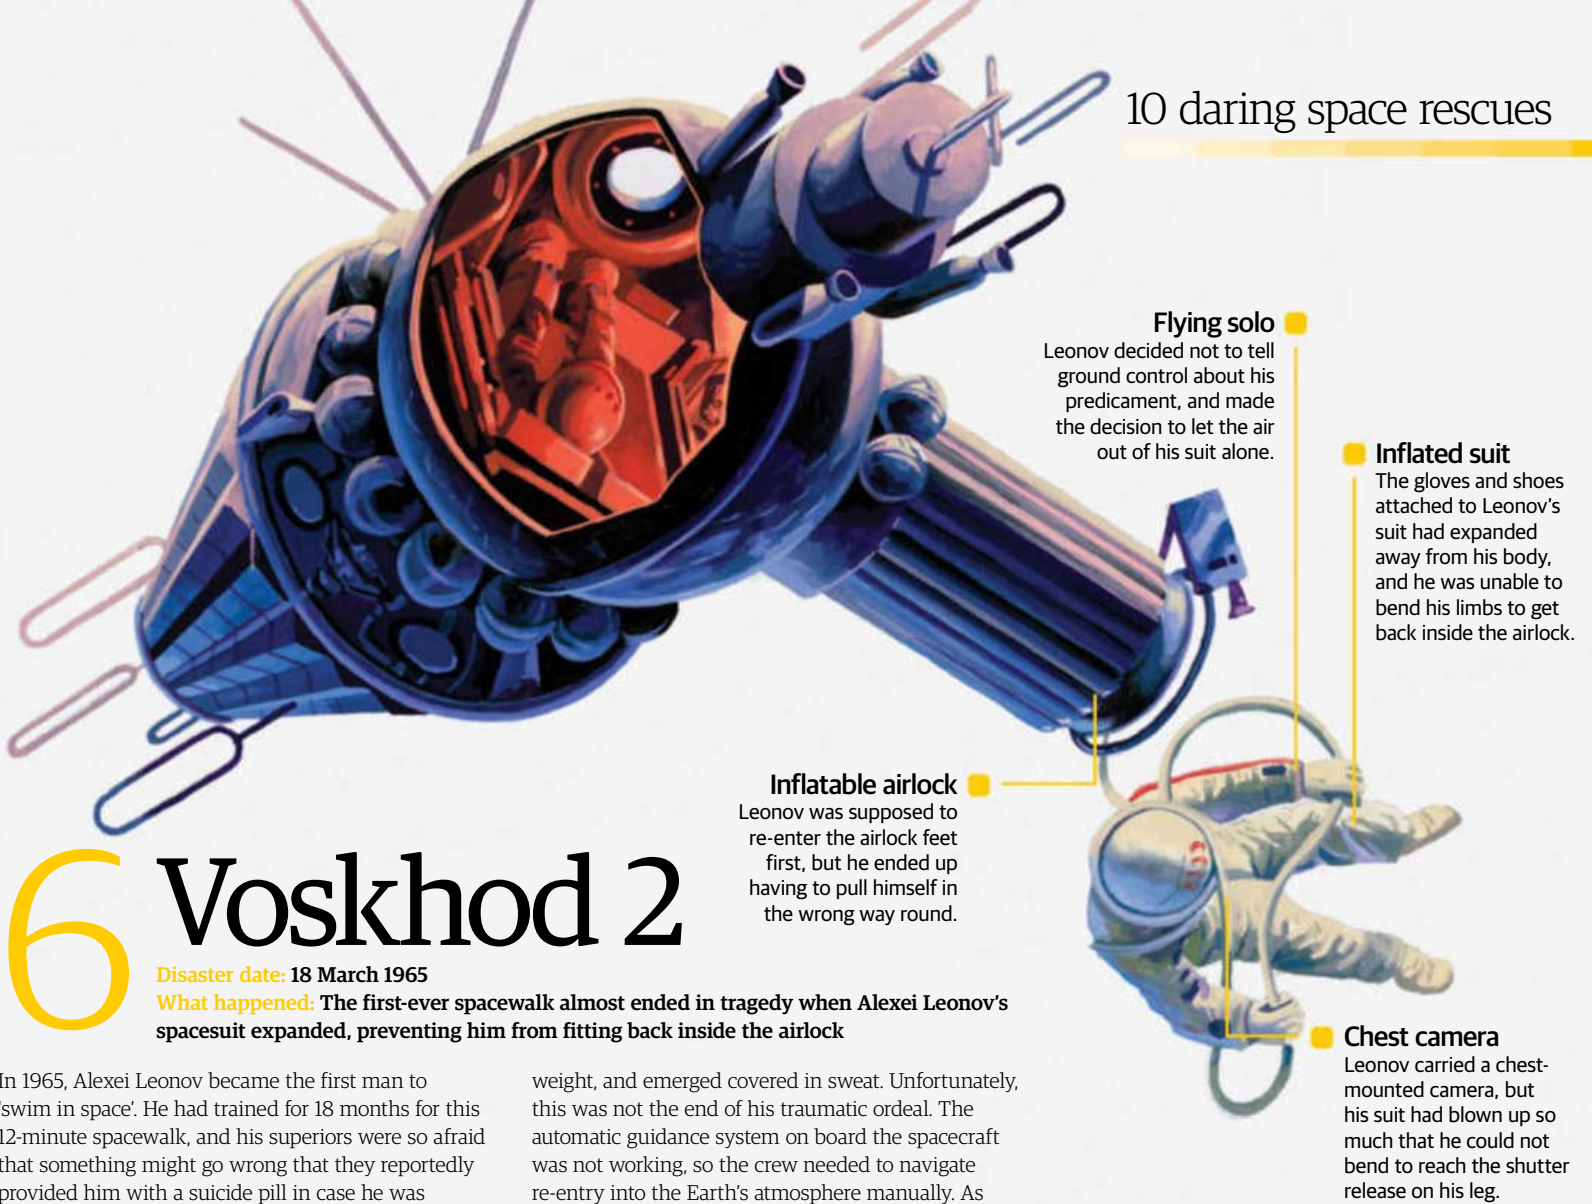 10 daring space rescues
Flying solo
Leonov decided not to tell
ground control about his
predicament, and made
the decision to let the air
out of his suit alone.
Inflated suit
The gloves and shoes
attached to Leonov's
suit had expanded
away from his body,
and he was unable to
bend his limbs to get
back inside the airlock.
Inflatable airlock
Leonov was supposed to
re-enter the airlock feet
first, but he ended up
having to pull himself in
the wrong way round.
6 Voskhod 2
Disaster date: 18 March 1965
What happened: The first-ever spacewalk almost ended in tragedy when Alexei Leonov's
spacesuit expanded, preventing him from fitting back inside the airlock
In 1965, Alexei Leonov became the first man to
'swim in space'. He had trained for 18 months for this
12-minute spacewalk, and his superiors were so afraid
that something might go wrong that they reportedly
provided him with a suicide pill in case he was
weight, and emerged covered in sweat. Unfortunately,
this was not the end of his traumatic ordeal. The
automatic guidance system on board the spacecraft
was not working, so the crew needed to navigate
re-entry into the Earth's atmosphere manually. As
Chest camera
Leonov carried a chest-
mounted camera, but
his suit had blown up so
much that he could not
bend to reach the shutter
release on his leg.